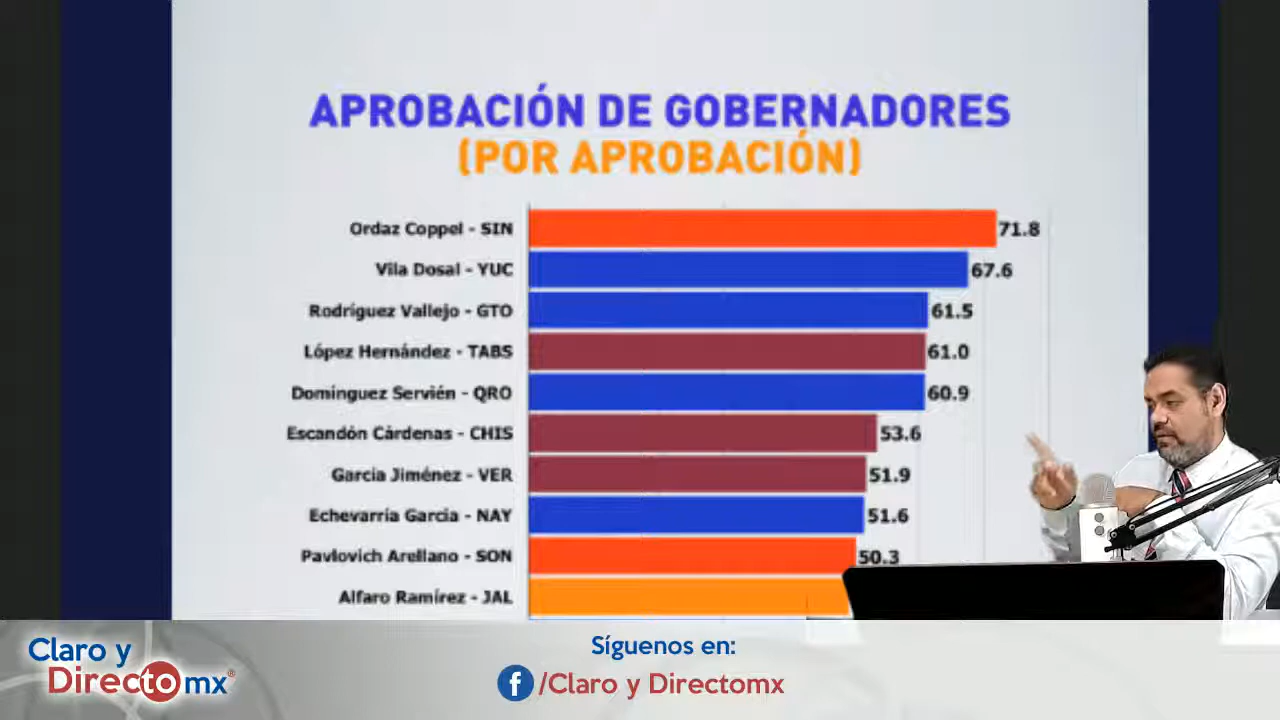 APROBACIÓN DE GOBERNADORES
(POR APROBACIÓN)
Ordaz Coppel - SIN 71.8
Vila Dosal - YUC 67.6
Rodríguez Vallejo - GTO 61.5
López Hernández - TABS 61.0
Domínguez Servién - QRO 60.9
Escandón Cárdenas - CHIS 53.6
García Jiménez - VER 51.9
Echevarría García - NAY 51.6
Pavlovich Arellano - SON 50.3
Alfaro Ramírez - JAL
Claro y
Directomx®
Síguenos en:
f /Claro y Directomx